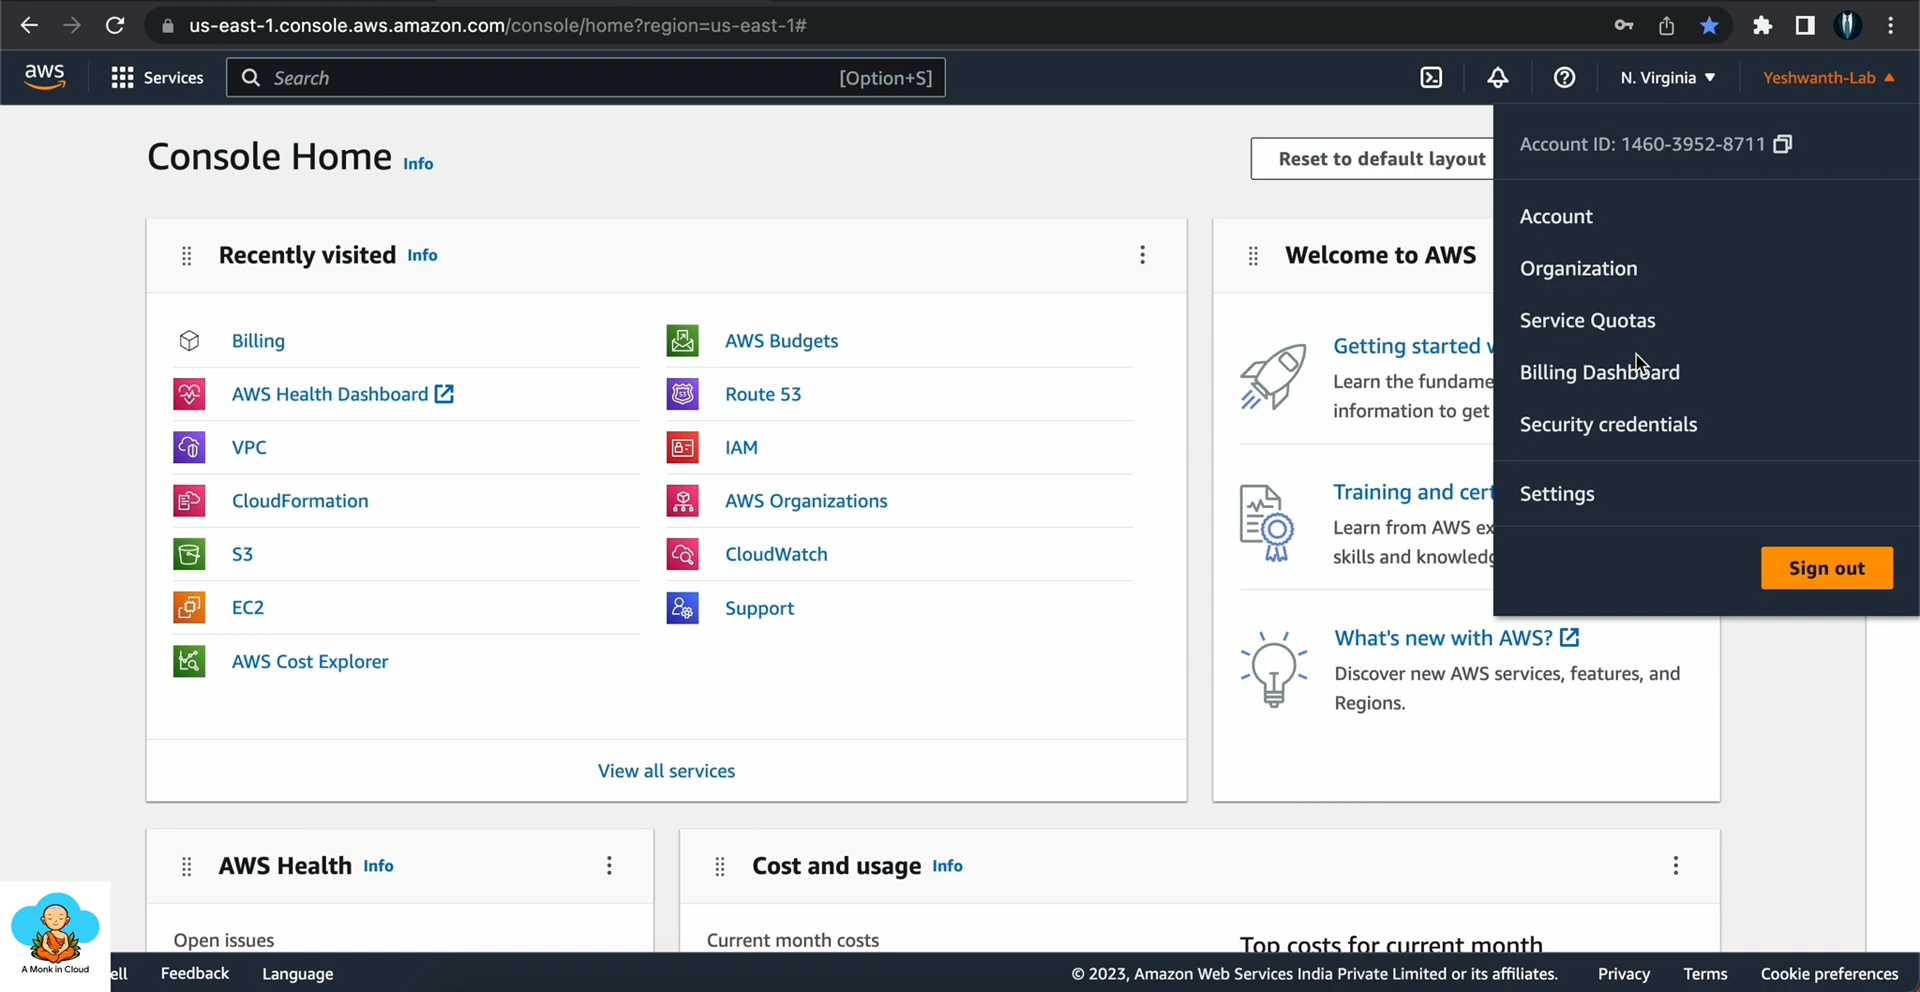 us-east-1.console.aws.amazon.com/console/home?region=us-east-1#
aws
Services
Search
[Option+S]
N. Virginia
Yeshwanth-Lab
Console Home Info
Reset to default layout
Account ID: 1460-3952-8711
Account
Organization
Service Quotas
Billing Dashboard
Security credentials
Settings
Sign out
Recently visited Info
Billing
AWS Health Dashboard
VPC
CloudFormation
S3
EC2
AWS Cost Explorer
AWS Budgets
Route 53
IAM
AWS Organizations
CloudWatch
Support
View all services
Welcome to AWS
Getting started
Learn the fundame
information to get
Training and cert
Learn from AWS ex
skills and knowledg
What's new with AWS?
Discover new AWS services, features, and
Regions.
AWS Health Info
Open issues
Cost and usage Info
Current month costs
Top costs for current month
A Monk in Cloud
ell
Feedback
Language
© 2023, Amazon Web Services India Private Limited or its affiliates.
Privacy
Terms
Cookie preferences